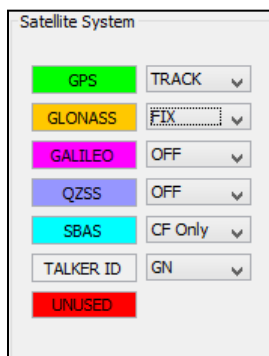 Satellite System
GPS TRACK
GLONASS FIX
GALILEO OFF
QZSS OFF
SBAS CF Only
TALKER ID GN
UNUSED